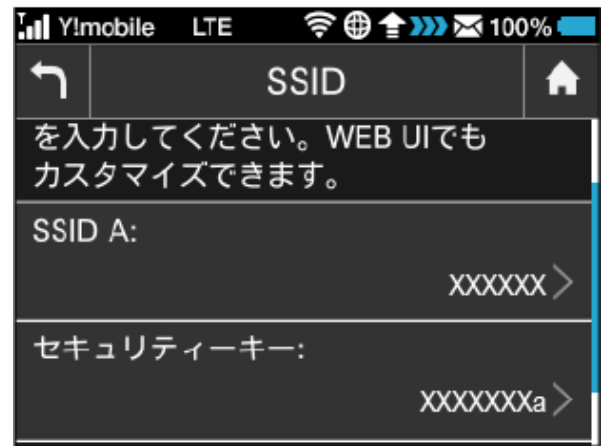 Y!mobile LTE 100%
SSID
を入力してください。WEB UIでも
カスタマイズできます。
SSID A:
XXXXXX
セキュリティーキー:
XXXXXXXa